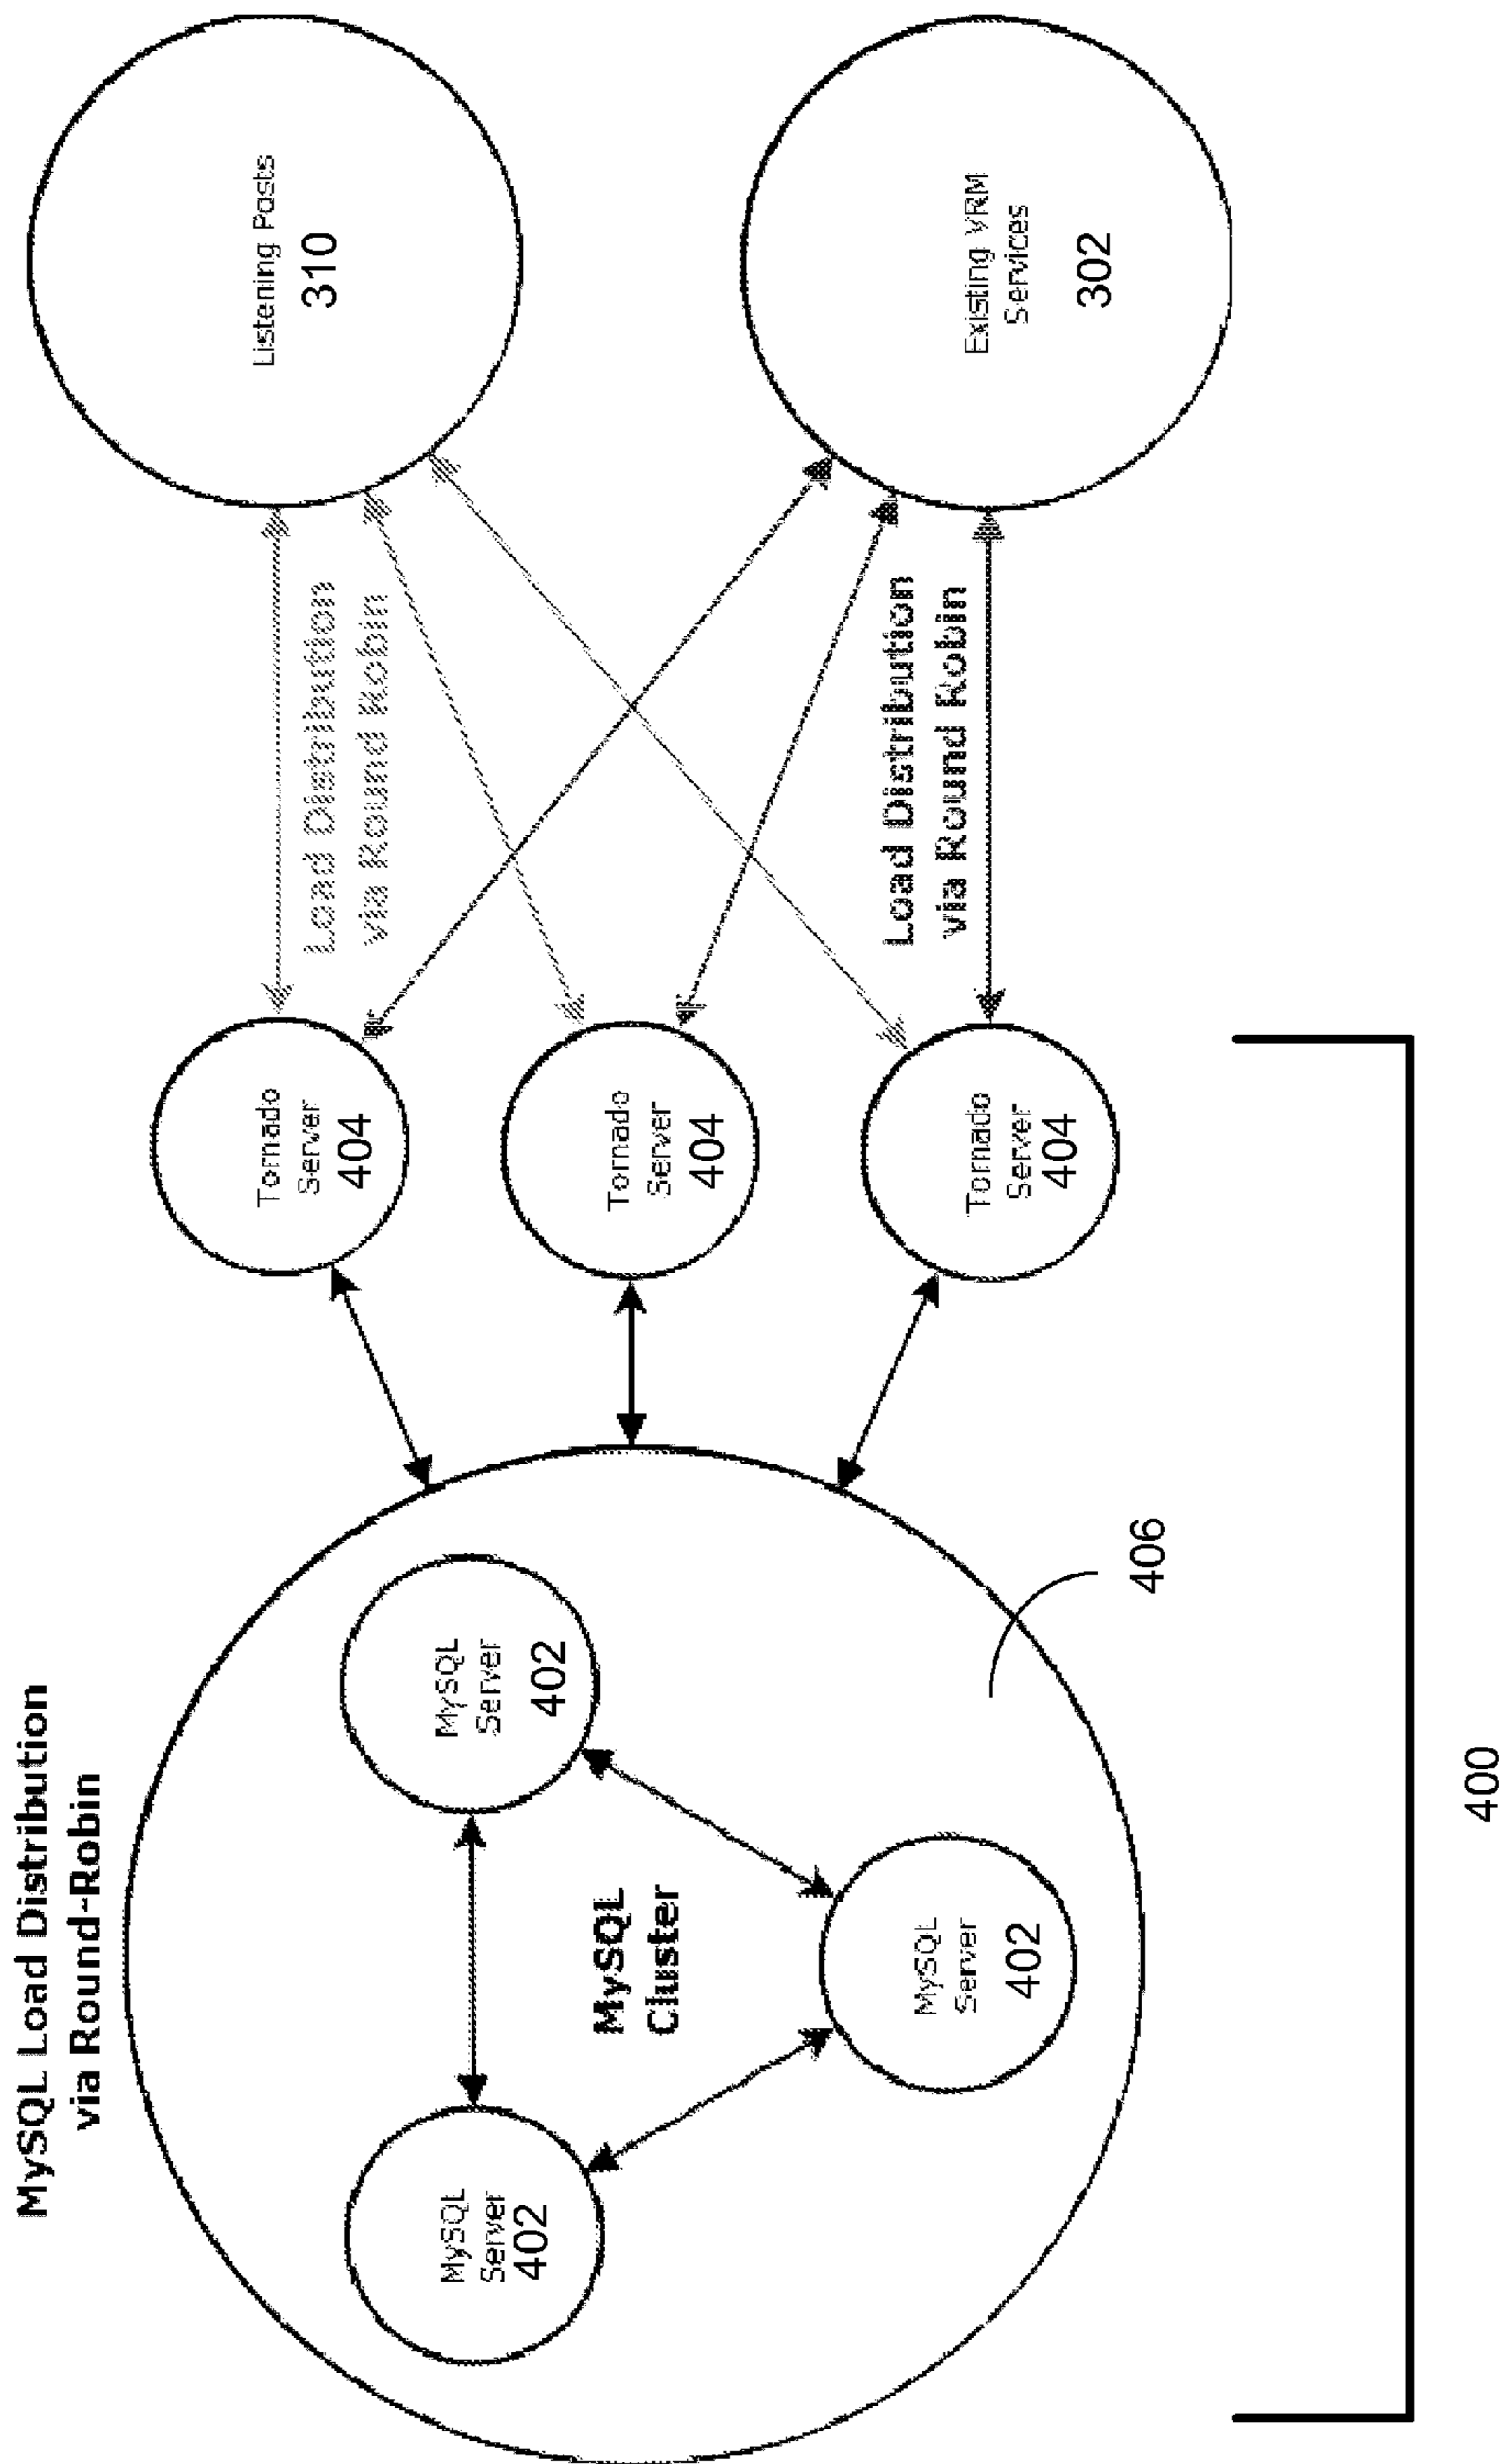 MySQL Load Distribution
via Round-Robin
MySQL
Server
402
MySQL
Server
402
MySQL
Cluster
MySQL
Server
402
406
Tornado
Server
404
Tornado
Server
404
Tornado
Server
404
Load Distribution
via Round Robin
Load Distribution
via Round Robin
Listening Posts
310
Existing VRM
Services
302
400